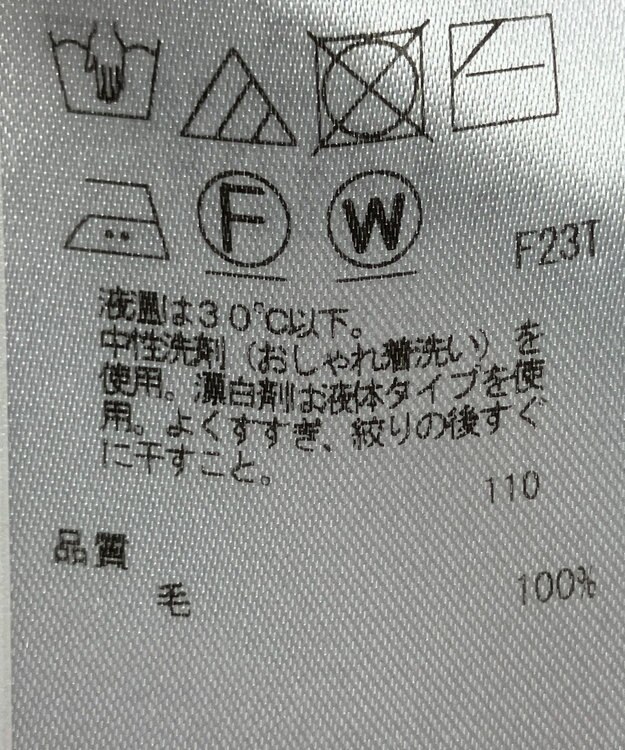 F W
F23T
液温は30℃以下。
中性洗剤（おしゃれ着洗い）を
使用。漂白剤お液体タイプを使
用。よくすすぎ、絞りの後すぐ
に干すこと。
110
品質
毛 100%